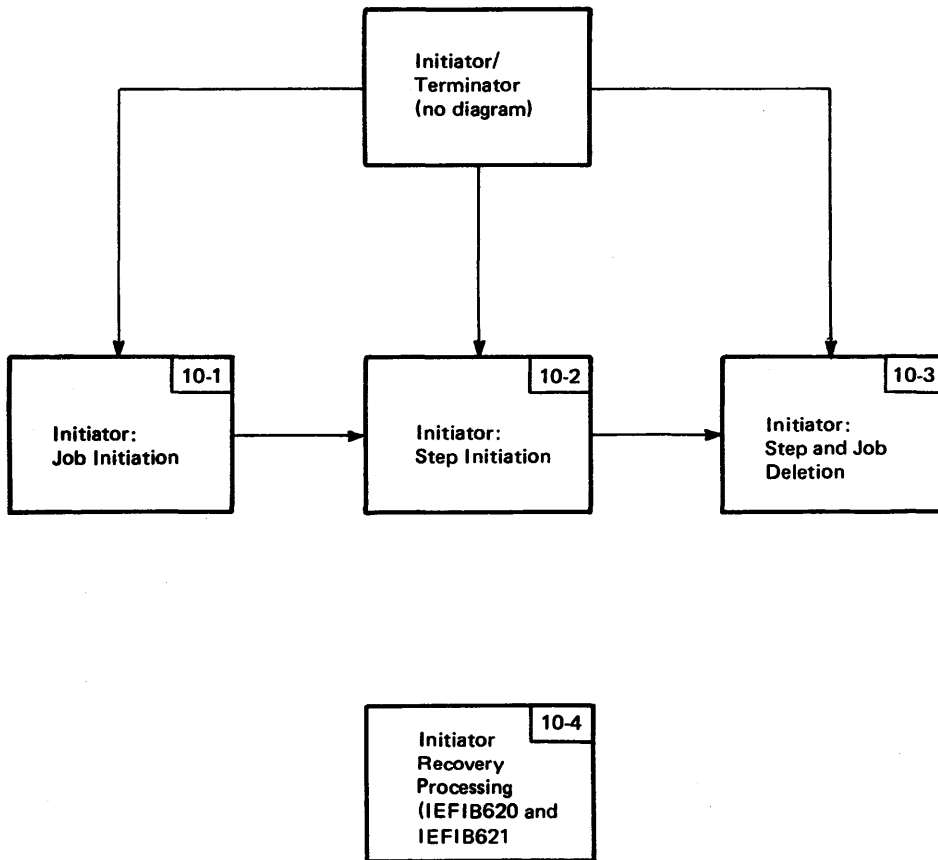 Initiator/
Terminator
(no diagram)
10-1
Initiator:
Job Initiation
10-2
Initiator:
Step Initiation
10-3
Initiator:
Step and Job
Deletion
10-4
Initiator
Recovery
Processing
(IEFIB620 and
IEFIB621